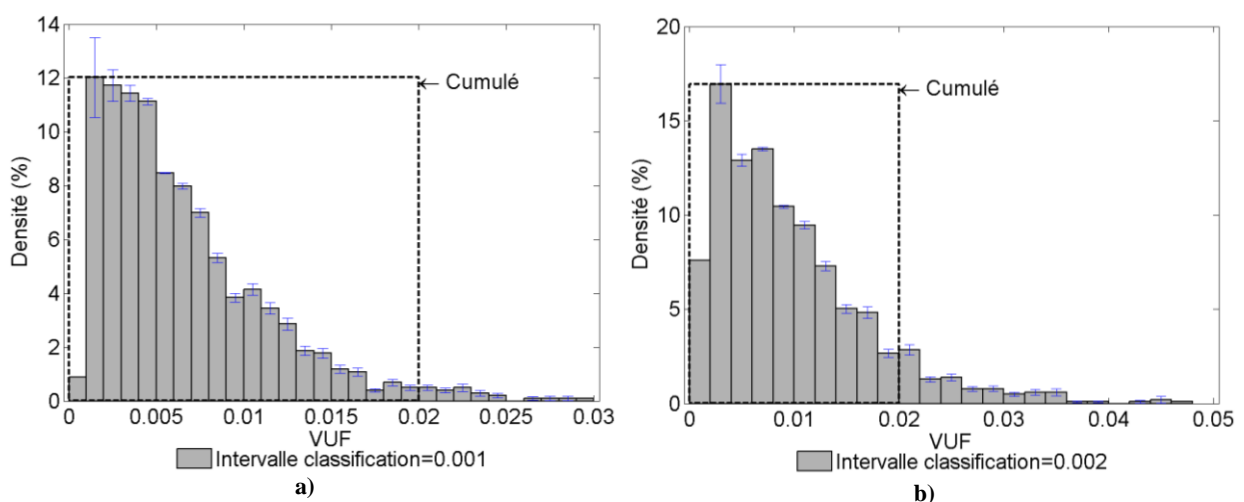 14
12
10
8
6
4
2
0
Densité (%)
Cumulé
0 0.005 0.01 0.015 0.02 0.025 0.03
VUF
Intervalle classification=0.001
a)
20
15
10
5
0
Densité (%)
Cumulé
0 0.01 0.02 0.03 0.04 0.05
VUF
Intervalle classification=0.002
b)